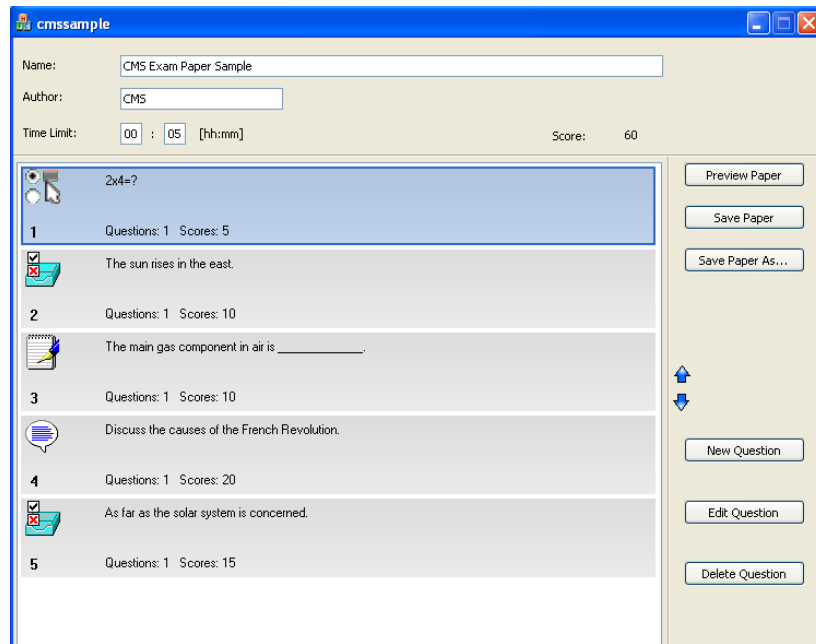 cmssample
Name: CMS Exam Paper Sample
Author: CMS
Time Limit: 00 : 05 [hh:mm] Score: 60
2x4=?
1 Questions: 1 Scores: 5
The sun rises in the east.
2 Questions: 1 Scores: 10
The main gas component in air is _____________.
3 Questions: 1 Scores: 10
Discuss the causes of the French Revolution.
4 Questions: 1 Scores: 20
As far as the solar system is concerned.
5 Questions: 1 Scores: 15
Preview Paper
Save Paper
Save Paper As...
New Question
Edit Question
Delete Question